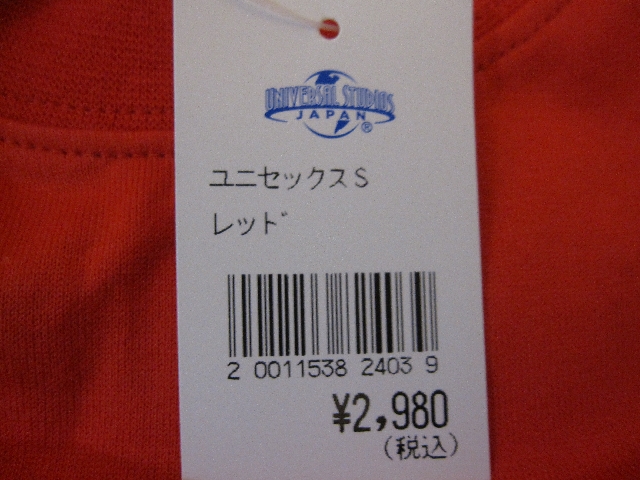 UNIVERSAL STUDIOS
JAPAN ®
ユニセックスS
レッド
2 0011538 2403 9
¥2,980
(税込)